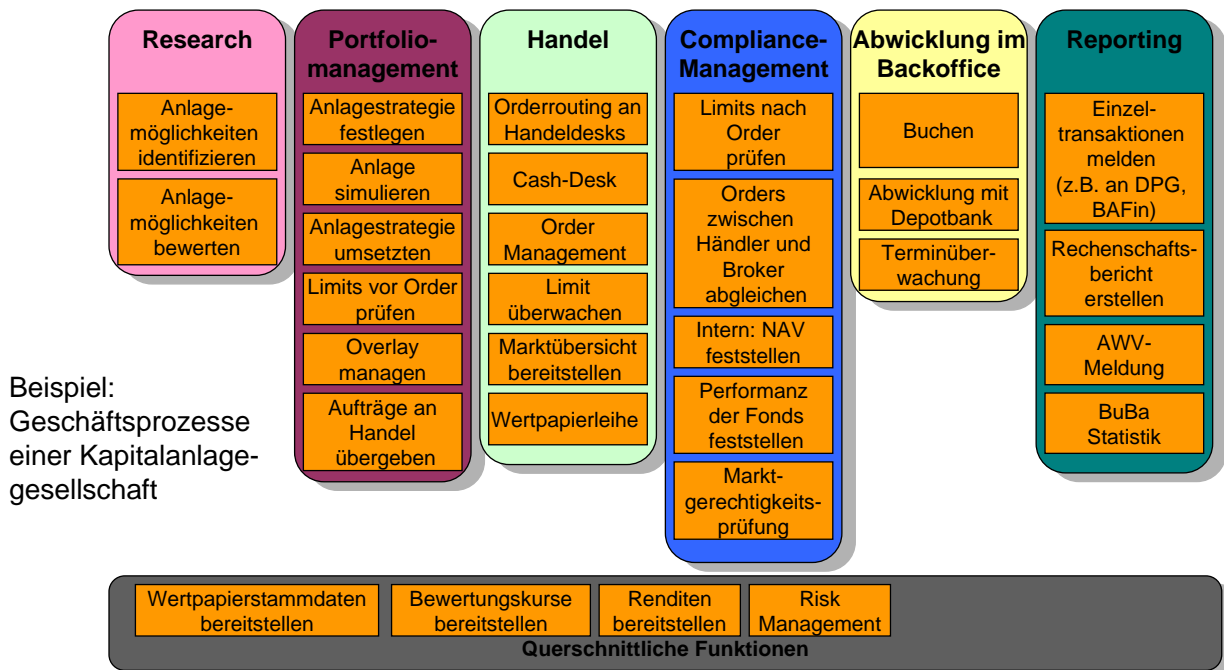 Research
Anlage-
möglichkeiten
identifizieren
Anlage-
möglichkeiten
bewerten
Portfolio-
management
Anlagestrategie
festlegen
Anlage
simulieren
Anlagestrategie
umsetzten
Limits vor Order
prüfen
Overlay
managen
Aufträge an
Handel
übergeben
Handel
Orderrouting an
Handeldesks
Cash-Desk
Order
Management
Limit
überwachen
Marktübersicht
bereitstellen
Wertpapierleihe
Compliance-
Management
Limits nach
Order
prüfen
Orders
zwischen
Händler und
Broker
abgleichen
Intern: NAV
feststellen
Performanz
der Fonds
feststellen
Markt-
gerechtigkeits-
prüfung
Abwicklung im
Backoffice
Buchen
Abwicklung mit
Depotbank
Terminüber-
wachung
Reporting
Einzel-
transaktionen
melden
(z.B. an DPG,
BAFin)
Rechenschafts-
bericht
erstellen
AWV-
Meldung
BuBa
Statistik
Beispiel:
Geschäftsprozesse
einer Kapitalanlage-
gesellschaft
Wertpapierstammdaten
bereitstellen
Bewertungskurse
bereitstellen
Renditen
bereitstellen
Risk
Management
Querschnittliche Funktionen